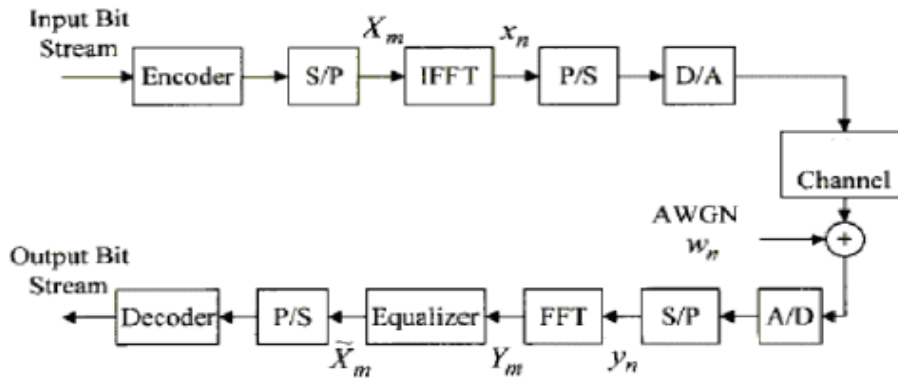 Input Bit
Stream
X_m
x_n
Encoder
S/P
IFFT
P/S
D/A
Channel
AWGN
w_n
+
Output Bit
Stream
Decoder
P/S
Equalizer
FFT
S/P
A/D
X̃_m
Y_m
y_n